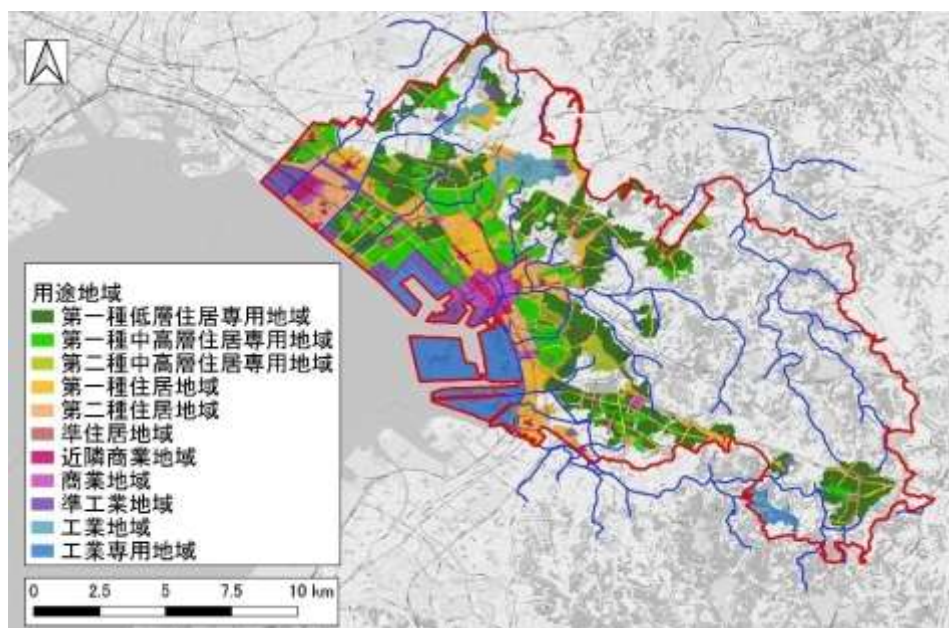 用途地域
第一種低層住居専用地域
第一種中高層住居専用地域
第二種中高層住居専用地域
第一種住居地域
第二種住居地域
準住居地域
近隣商業地域
商業地域
準工業地域
工業地域
工業専用地域
0 2.5 5 7.5 10 km